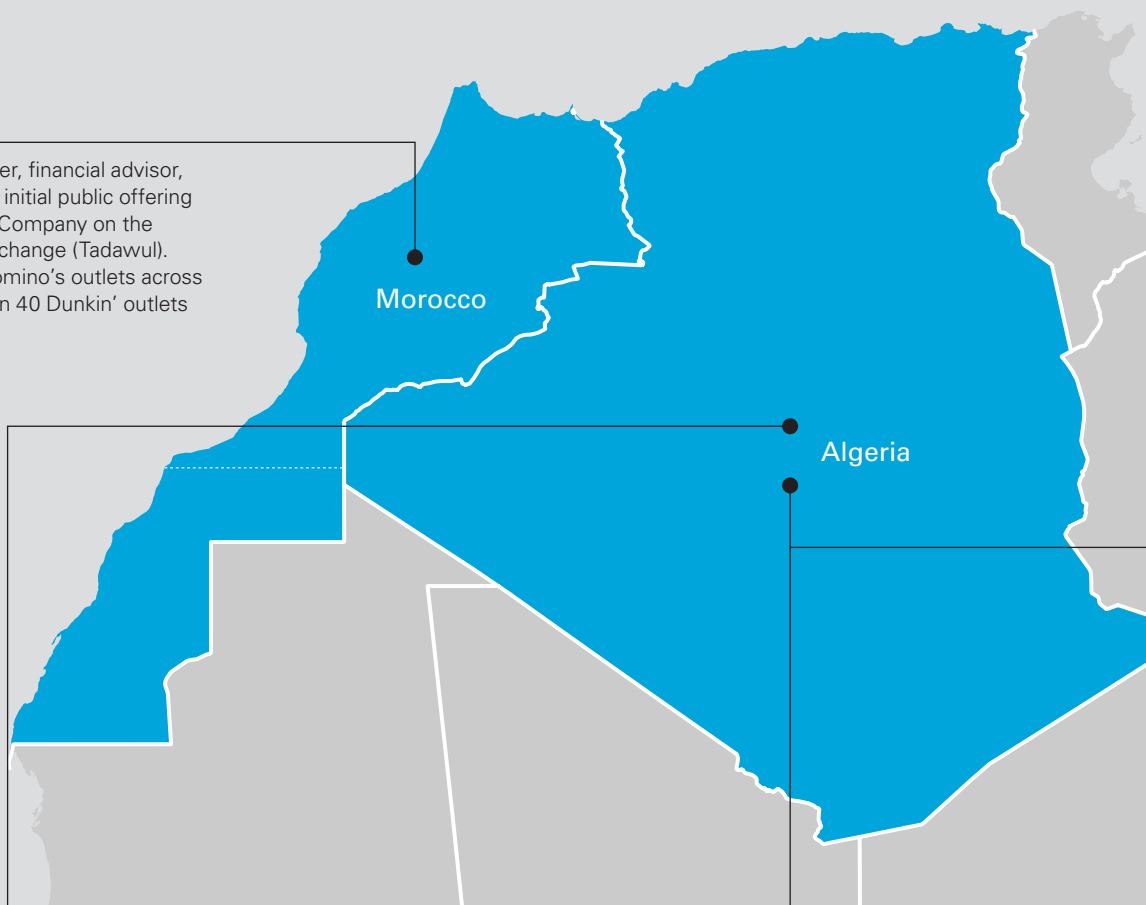 er, financial advisor,
initial public offering
Company on the
change (Tadawul).
omino's outlets across
n 40 Dunkin' outlets
Morocco
Algeria